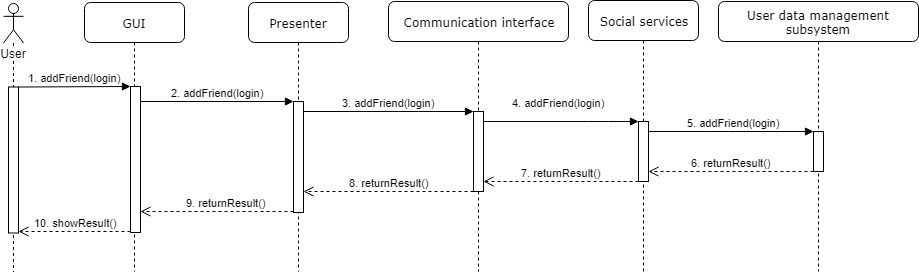 GUI
Presenter
Communication interface
Social services
User data management
subsystem
User
1. addFriend(login)
2. addFriend(login)
3. addFriend(login)
4. addFriend(login)
5. addFriend(login)
6. returnResult()
7. returnResult()
8. returnResult()
9. returnResult()
10. showResult()